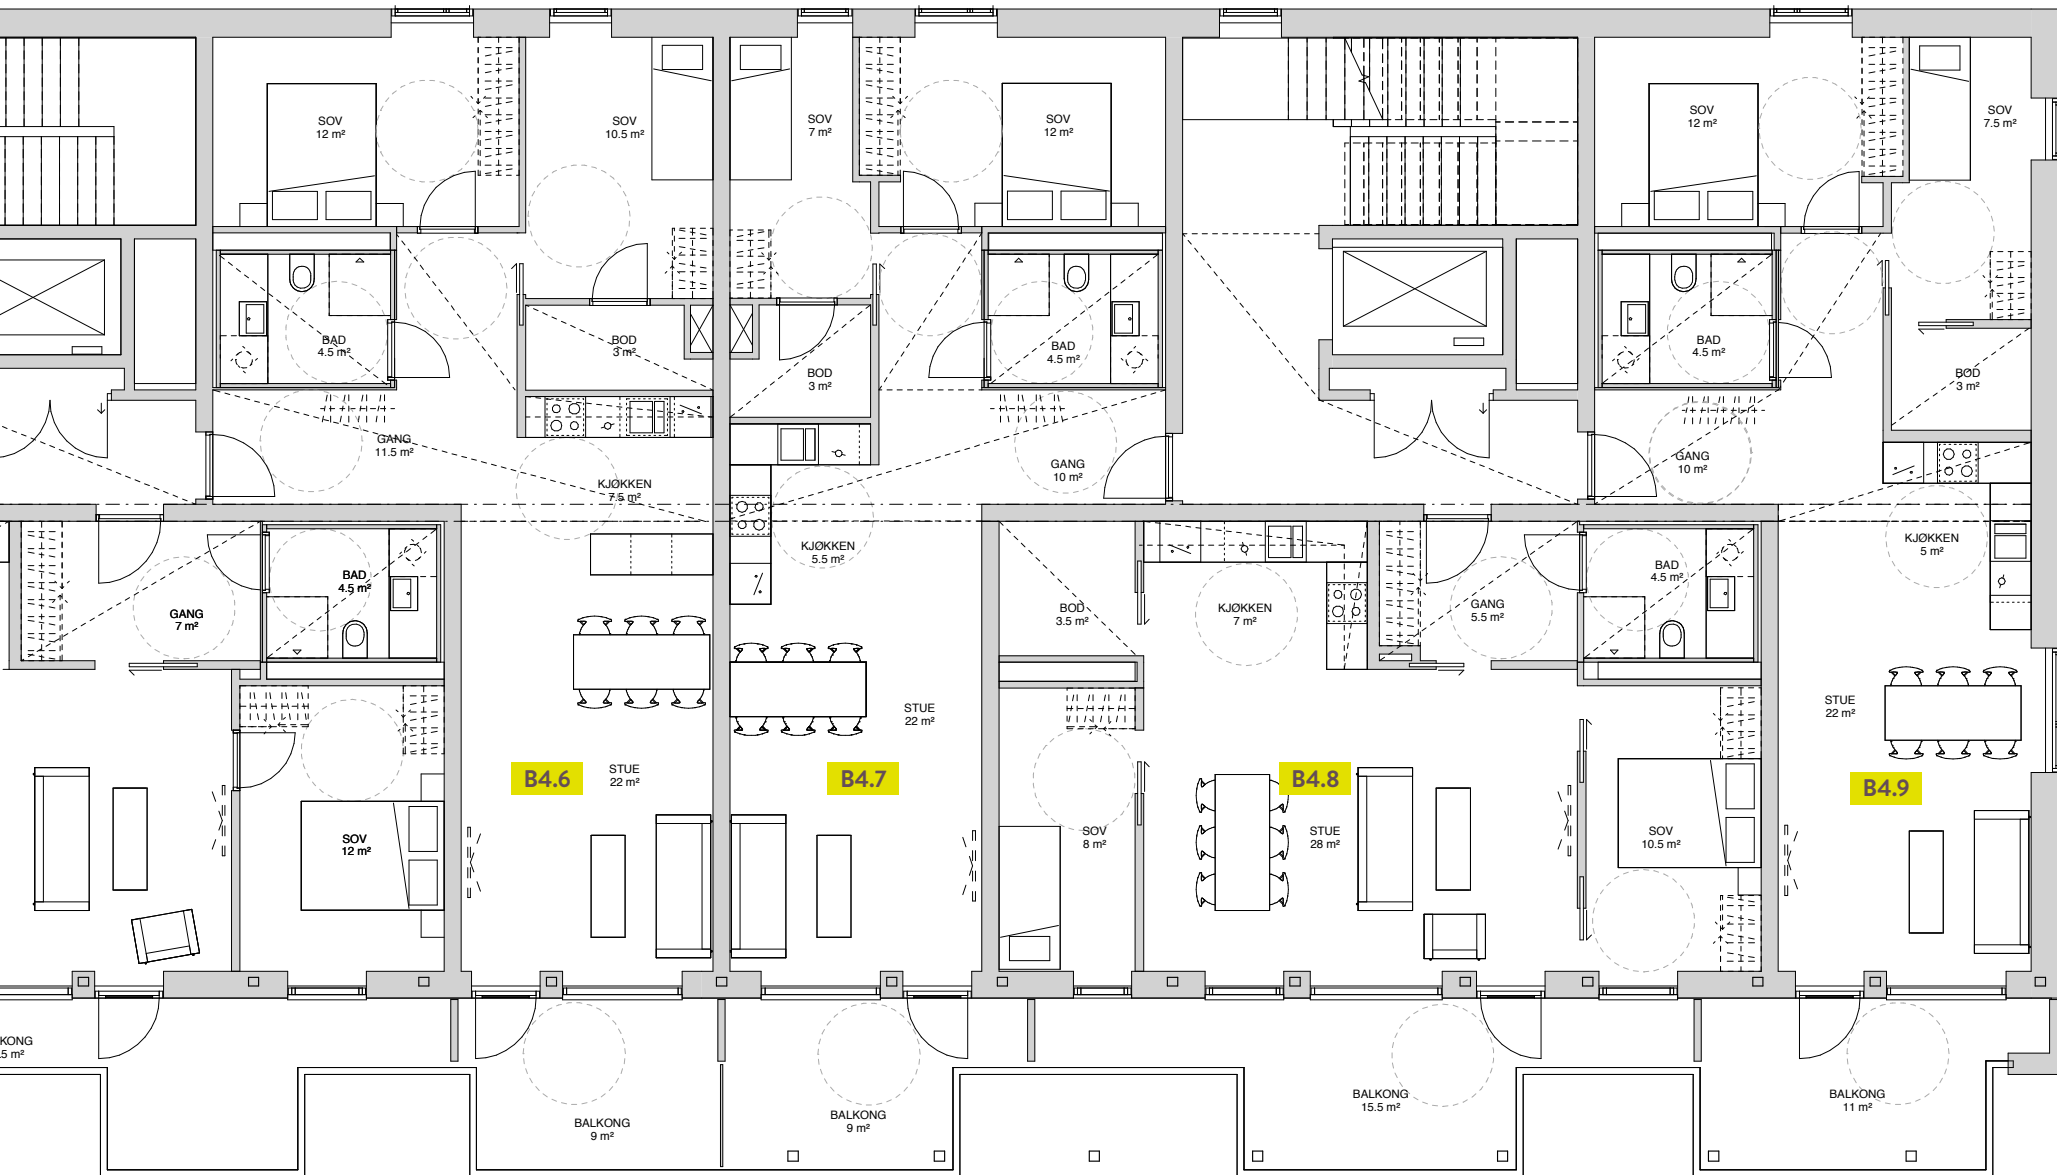 SOV
12 m²
SOV
10.5 m²
SOV
7 m²
SOV
12 m²
SOV
12 m²
SOV
7.5 m²
BAD
4.5 m²
BOD
3 m²
BOD
3 m²
BAD
4.5 m²
BAD
4.5 m²
BOD
3 m²
GANG
11.5 m²
KJØKKEN
7.5 m²
GANG
10 m²
GANG
10 m²
KJØKKEN
5.5 m²
KJØKKEN
5 m²
BAD
4.5 m²
GANG
7 m²
BOD
3.5 m²
KJØKKEN
7 m²
GANG
5.5 m²
BAD
4.5 m²
STUE
22 m²
STUE
22 m²
B4.6
STUE
22 m²
B4.7
B4.8
B4.9
SOV
12 m²
SOV
8 m²
STUE
28 m²
SOV
10.5 m²
KONG
.5 m²
BALKONG
9 m²
BALKONG
9 m²
BALKONG
15.5 m²
BALKONG
11 m²